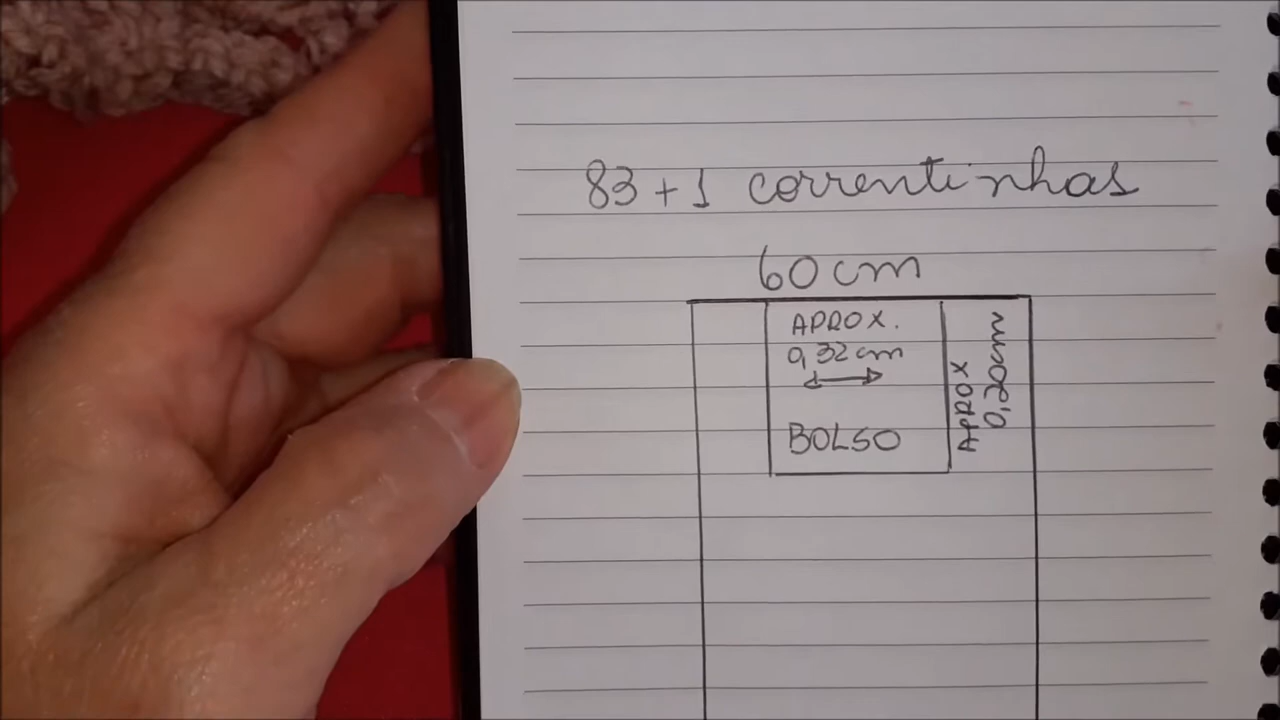 83 + 1 correntinhas
60 cm
APROX.
0,32 cm
BOLSO
APROX
0,20cm